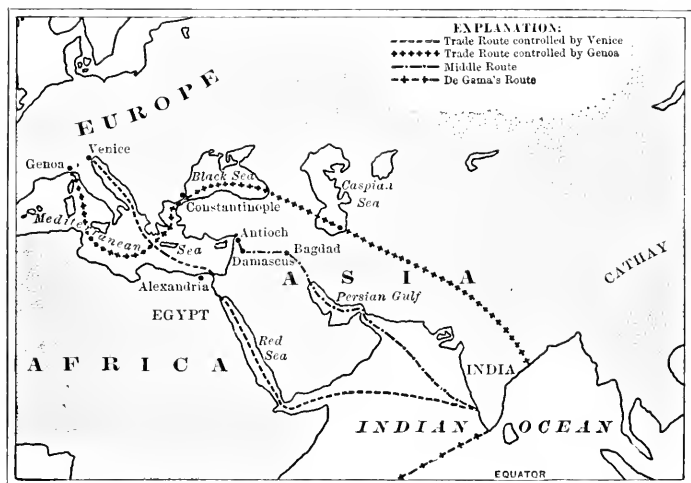 EXPLANATION:
Trade Route controlled by Venice
Trade Route controlled by Genoa
Middle Route
De Gama's Route
EUROPE
Venice
Genoa
Black Sea
Caspian Sea
Constantinople
Mediterranean Sea
Antioch
Bagdad
Damascus
ASIA
CATHAY
Alexandria
Persian Gulf
EGYPT
Red
Sea
AFRICA
INDIA
INDIAN OCEAN
EQUATOR